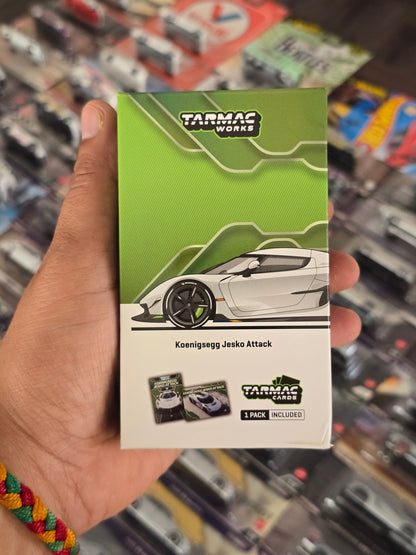 TARMAC
WORKS
Koenigsegg Jesko Attack
TARMAC
CARDS
1 PACK INCLUDED